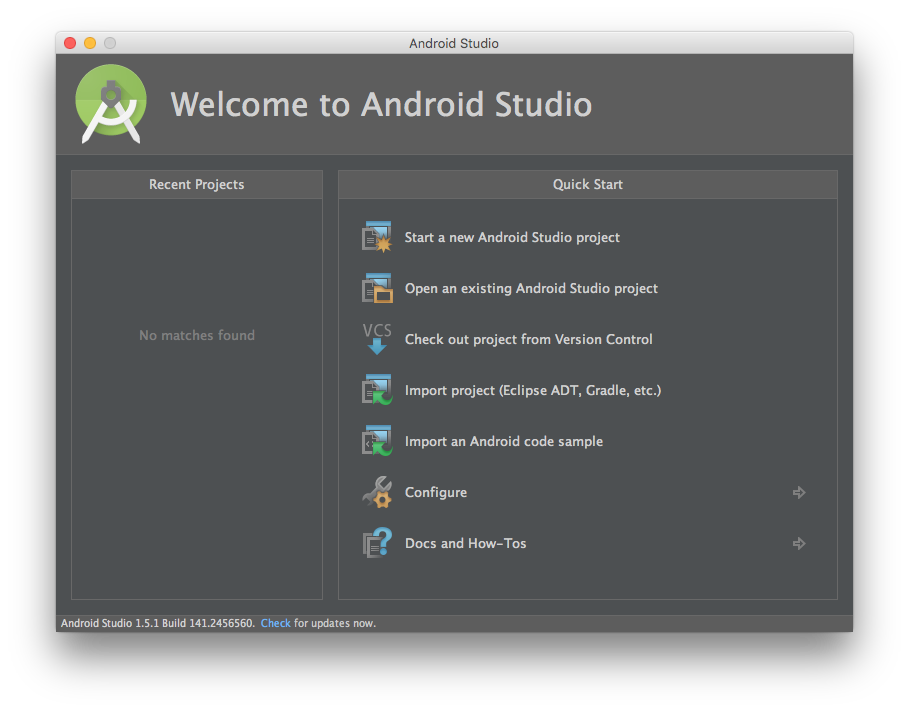 Android Studio
Welcome to Android Studio
Recent Projects
No matches found
Quick Start
Start a new Android Studio project
Open an existing Android Studio project
VCS
Check out project from Version Control
Import project (Eclipse ADT, Gradle, etc.)
Import an Android code sample
Configure
Docs and How-Tos
Android Studio 1.5.1 Build 141.2456560. Check for updates now.